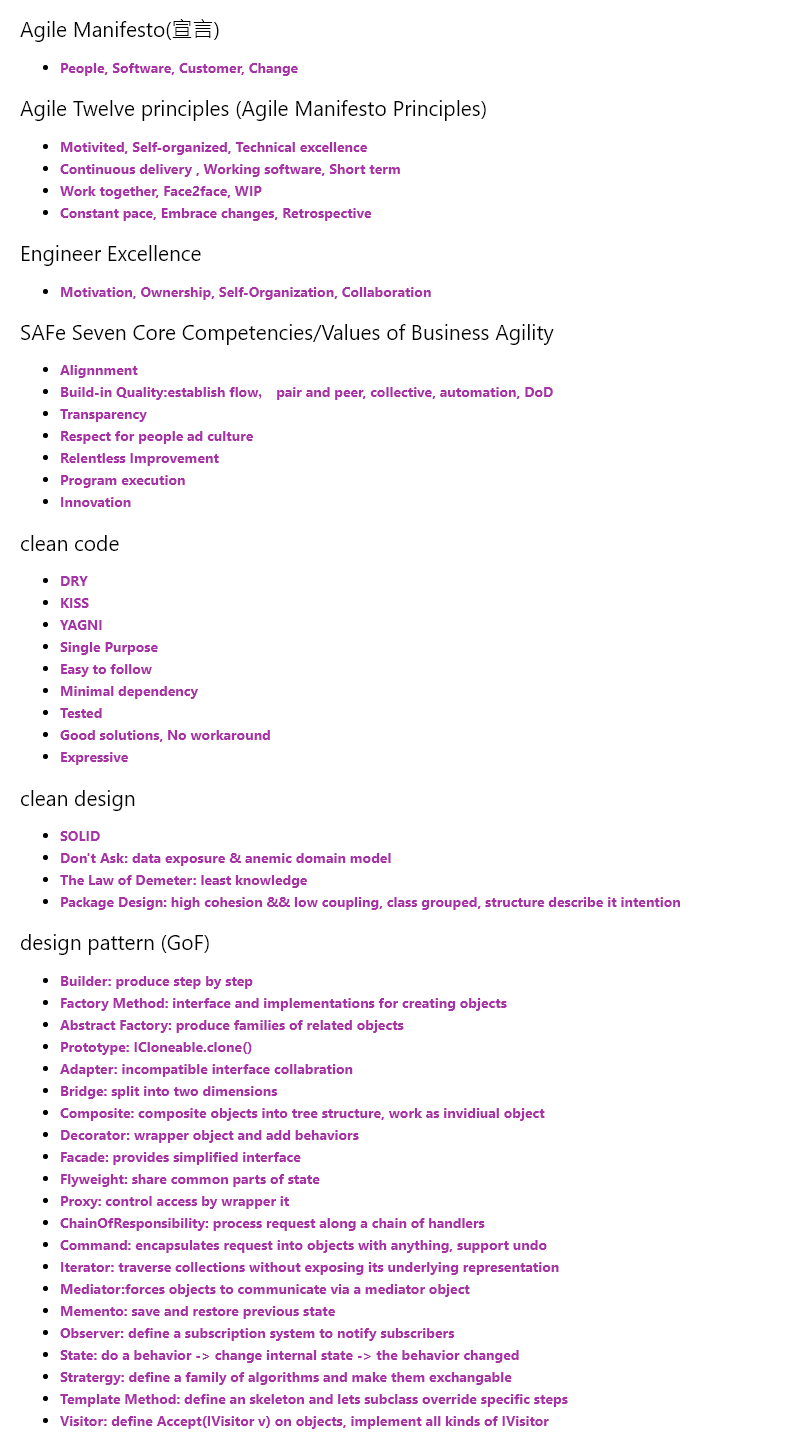 Agile Manifesto(宣言)
People, Software, Customer, Change
Agile Twelve principles (Agile Manifesto Principles)
Motivited, Self-organized, Technical excellence
Continuous delivery , Working software, Short term
Work together, Face2face, WIP
Constant pace, Embrace changes, Retrospective
Engineer Excellence
Motivation, Ownership, Self-Organization, Collaboration
SAFe Seven Core Competencies/Values of Business Agility
Alignnment
Build-in Quality:establish flow， pair and peer, collective, automation, DoD
Transparency
Respect for people ad culture
Relentless Improvement
Program execution
Innovation
clean code
DRY
KISS
YAGNI
Single Purpose
Easy to follow
Minimal dependency
Tested
Good solutions, No workaround
Expressive
clean design
SOLID
Don't Ask: data exposure & anemic domain model
The Law of Demeter: least knowledge
Package Design: high cohesion && low coupling, class grouped, structure describe it intention
design pattern (GoF)
Builder: produce step by step
Factory Method: interface and implementations for creating objects
Abstract Factory: produce families of related objects
Prototype: ICloneable.clone()
Adapter: incompatible interface collabration
Bridge: split into two dimensions
Composite: composite objects into tree structure, work as invidiual object
Decorator: wrapper object and add behaviors
Facade: provides simplified interface
Flyweight: share common parts of state
Proxy: control access by wrapper it
ChainOfResponsibility: process request along a chain of handlers
Command: encapsulates request into objects with anything, support undo
Iterator: traverse collections without exposing its underlying representation
Mediator:forces objects to communicate via a mediator object
Memento: save and restore previous state
Observer: define a subscription system to notify subscribers
State: do a behavior -> change internal state -> the behavior changed
Stratergy: define a family of algorithms and make them exchangable
Template Method: define an skeleton and lets subclass override specific steps
Visitor: define Accept(IVisitor v) on objects, implement all kinds of IVisitor